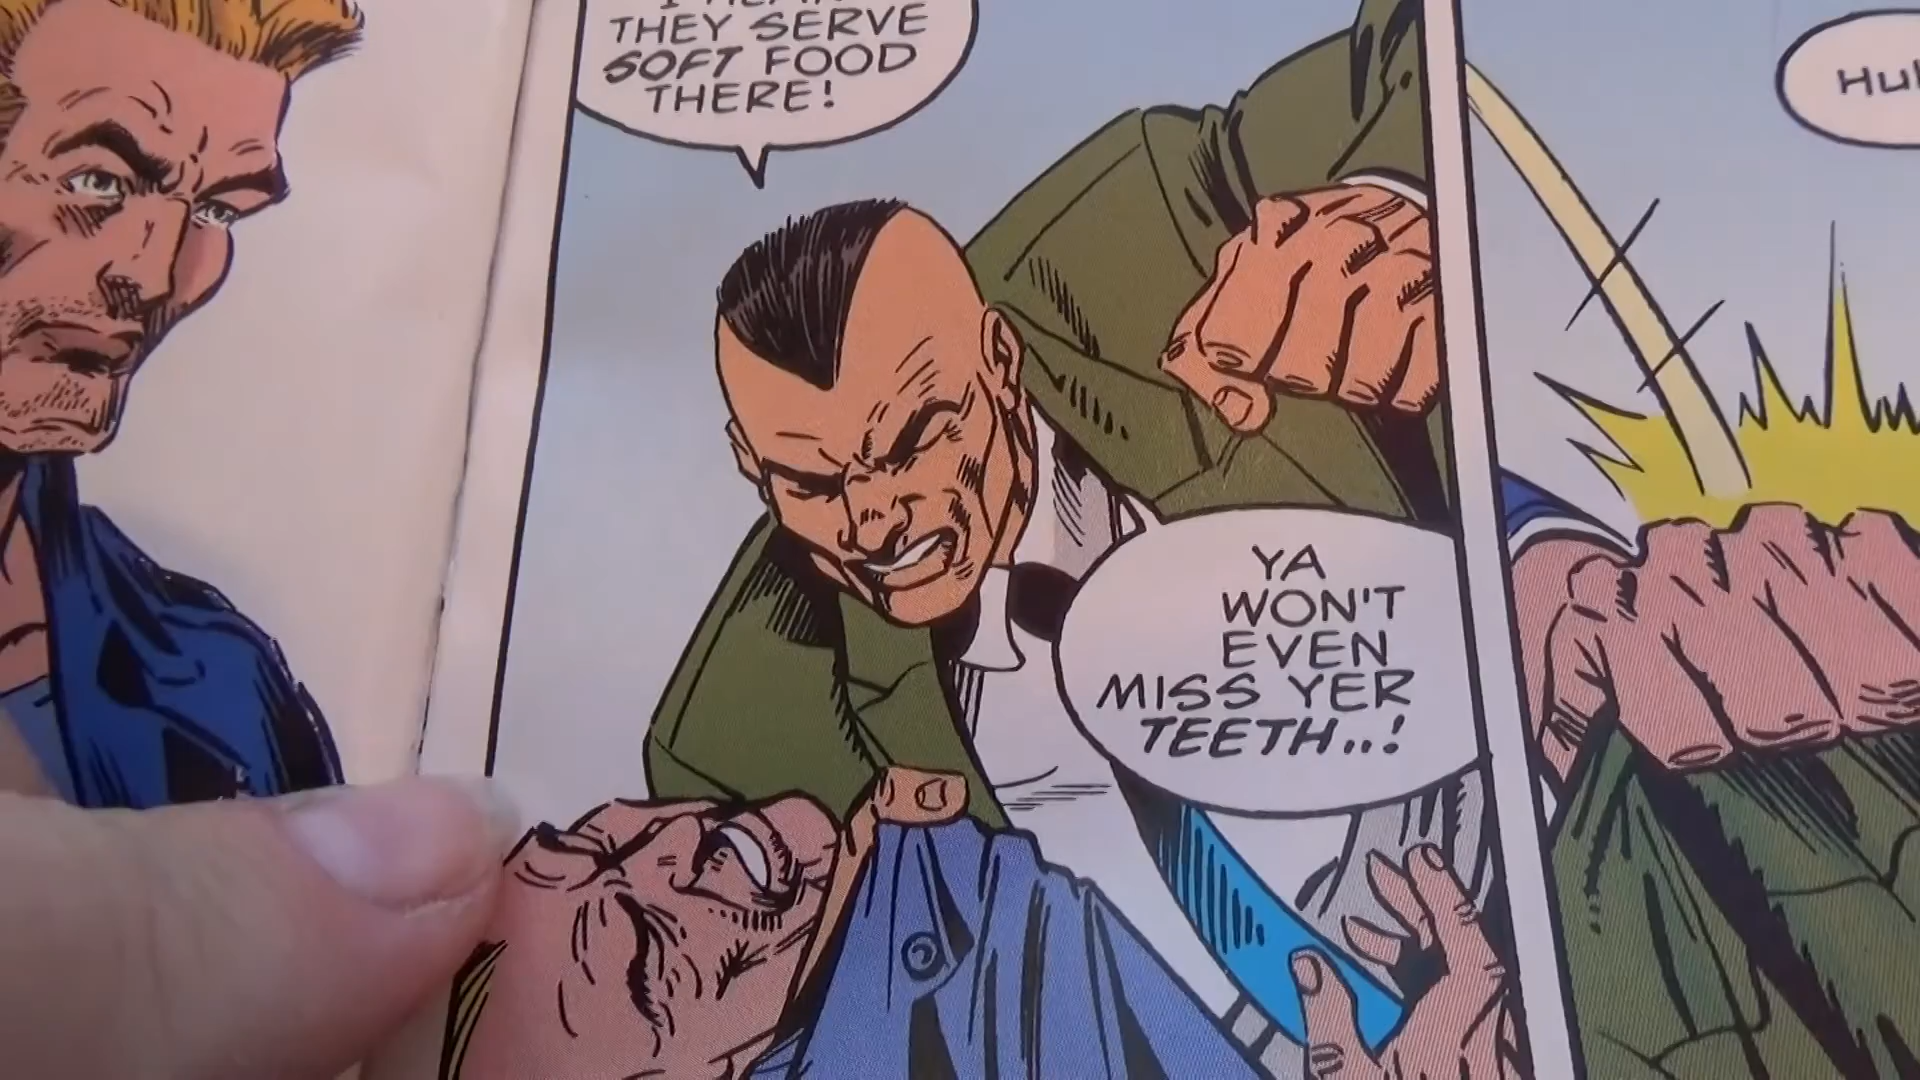 THEY SERVE
SOFT FOOD
THERE!
YA
WON'T
EVEN
MISS YER
TEETH..!